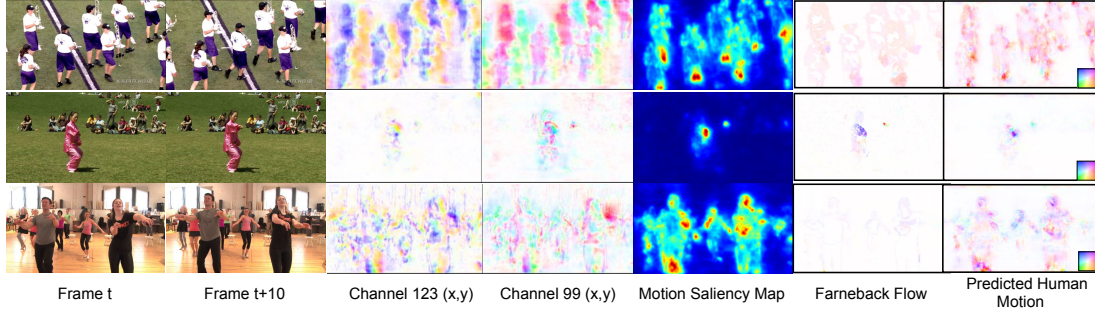 Frame t
Frame t+10
Channel 123 (x,y)
Channel 99 (x,y)
Motion Saliency Map
Farneback Flow
Predicted Human
Motion